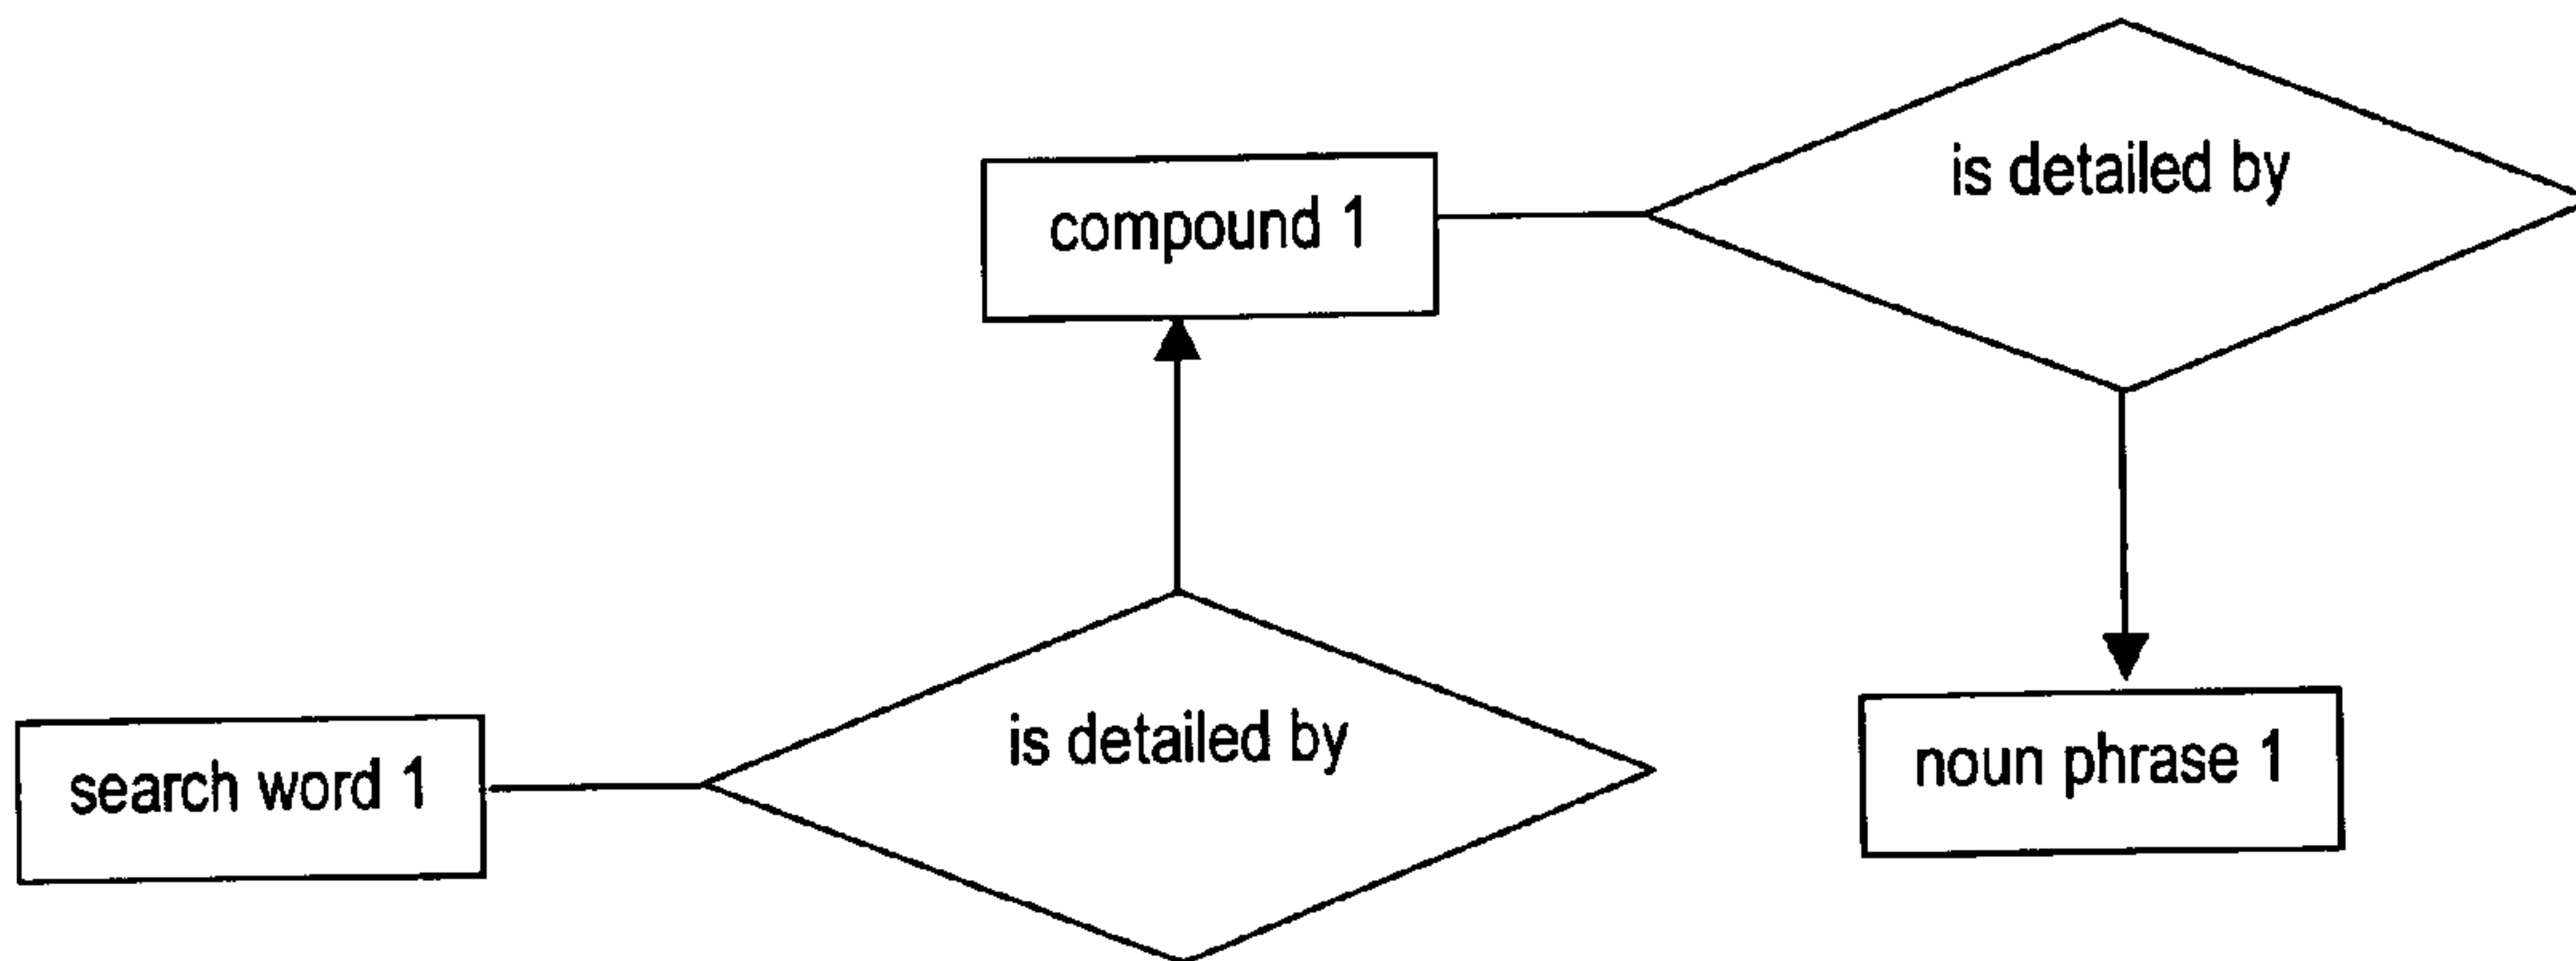 is detailed by
compound 1
is detailed by
search word 1
noun phrase 1